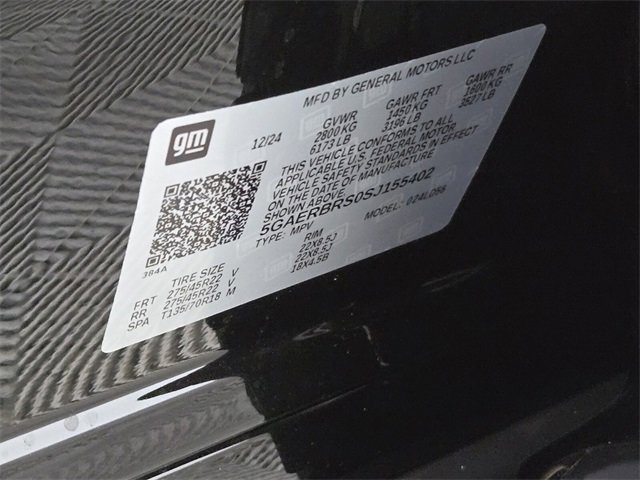 gm
12/24
MFD BY GENERAL MOTORS LLC
GVWR GAWR FRT GAWR RR
2800 KG 1450 KG 1600 KG
6173 LB 3196 LB 3527 LB
THIS VEHICLE CONFORMS TO ALL
APPLICABLE U.S. FEDERAL MOTOR
VEHICLE SAFETY STANDARDS IN EFFECT
ON THE DATE OF MANUFACTURE
SHOWN ABOVE.
5GAERBRS0SJ155402
TYPE: MPV MODEL: 024LD56
384A
TIRE SIZE RIM
FRT 275/45R22 V 22X8.5J
RR 275/45R22 V 22X8.5J
SPA T135/70R18 M 18X4.5B